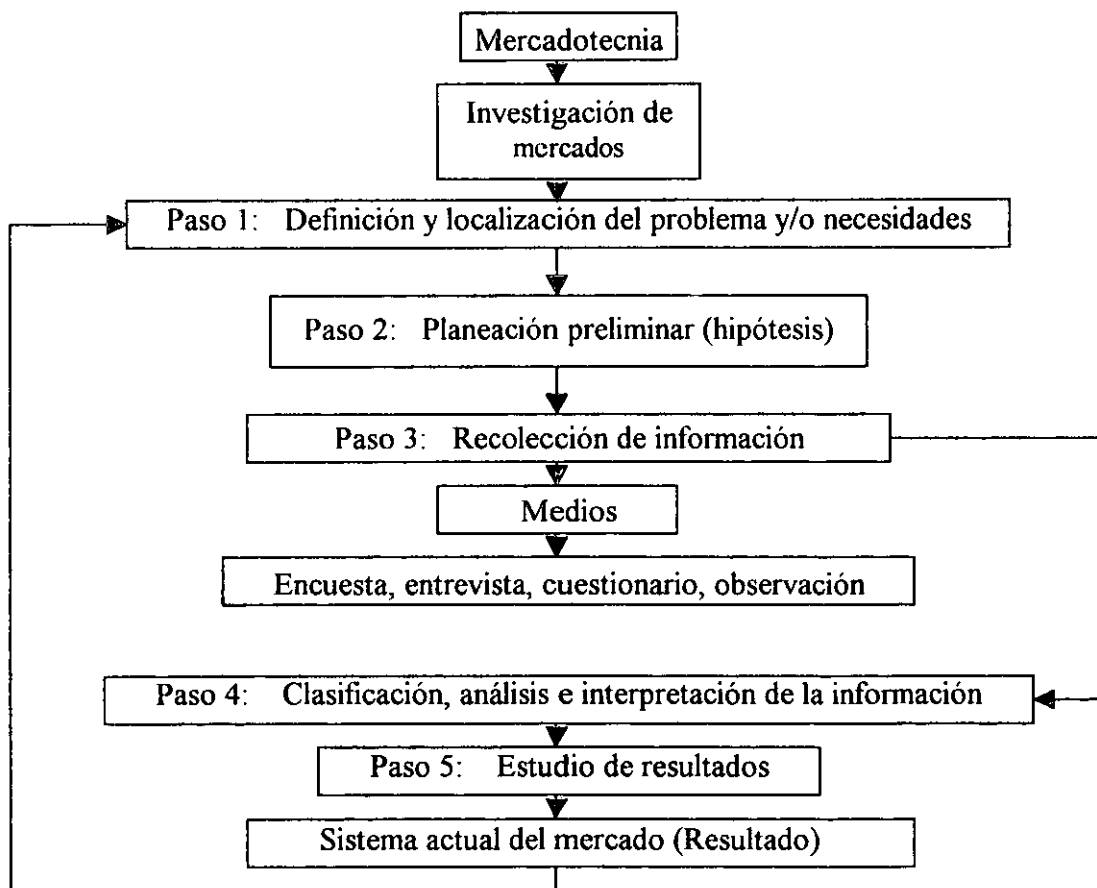 Mercadotecnia
Investigación de
mercados
Paso 1: Definición y localización del problema y/o necesidades
Paso 2: Planeación preliminar (hipótesis)
Paso 3: Recolección de información
Medios
Encuesta, entrevista, cuestionario, observación
Paso 4: Clasificación, análisis e interpretación de la información
Paso 5: Estudio de resultados
Sistema actual del mercado (Resultado)